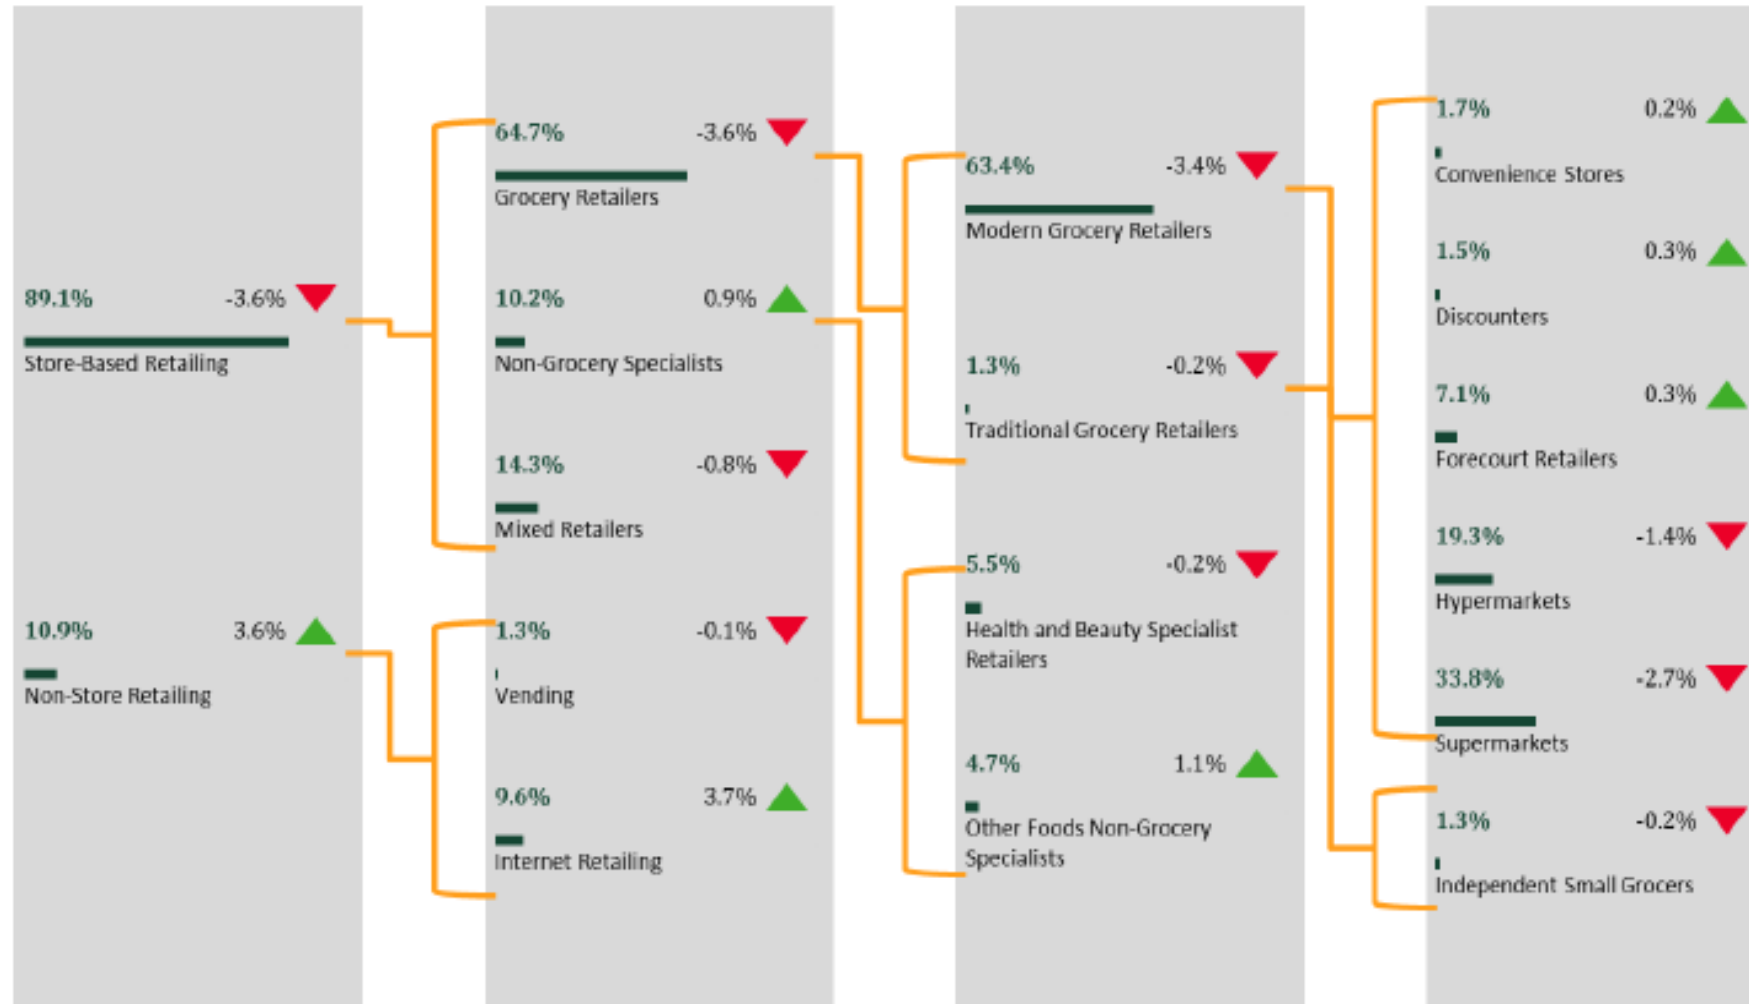 89.1% -3.6%
Store-Based Retailing
10.9% 3.6%
Non-Store Retailing
64.7% -3.6%
Grocery Retailers
10.2% 0.9%
Non-Grocery Specialists
14.3% -0.8%
Mixed Retailers
1.3% -0.1%
Vending
9.6% 3.7%
Internet Retailing
63.4% -3.4%
Modern Grocery Retailers
1.3% -0.2%
Traditional Grocery Retailers
5.5% -0.2%
Health and Beauty Specialist
Retailers
4.7% 1.1%
Other Foods Non-Grocery
Specialists
1.7% 0.2%
Convenience Stores
1.5% 0.3%
Discounters
7.1% 0.3%
Forecourt Retailers
19.3% -1.4%
Hypermarkets
33.8% -2.7%
Supermarkets
1.3% -0.2%
Independent Small Grocers